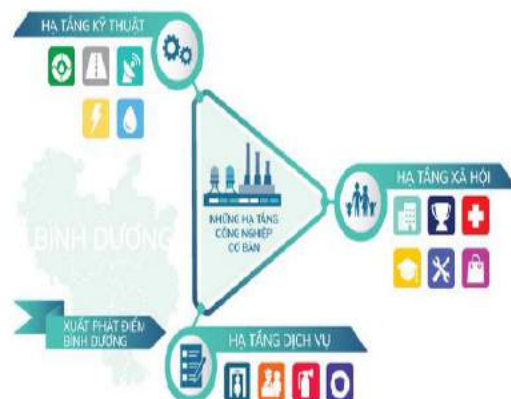 HẠ TẦNG KỸ THUẬT
HẠ TẦNG XÃ HỘI
NHỮNG HẠ TẦNG
CÔNG NGHIỆP
CƠ BẢN
BÌNH DƯƠNG
XUẤT PHÁT ĐIỂM
BÌNH DƯƠNG
HẠ TẦNG DỊCH VỤ